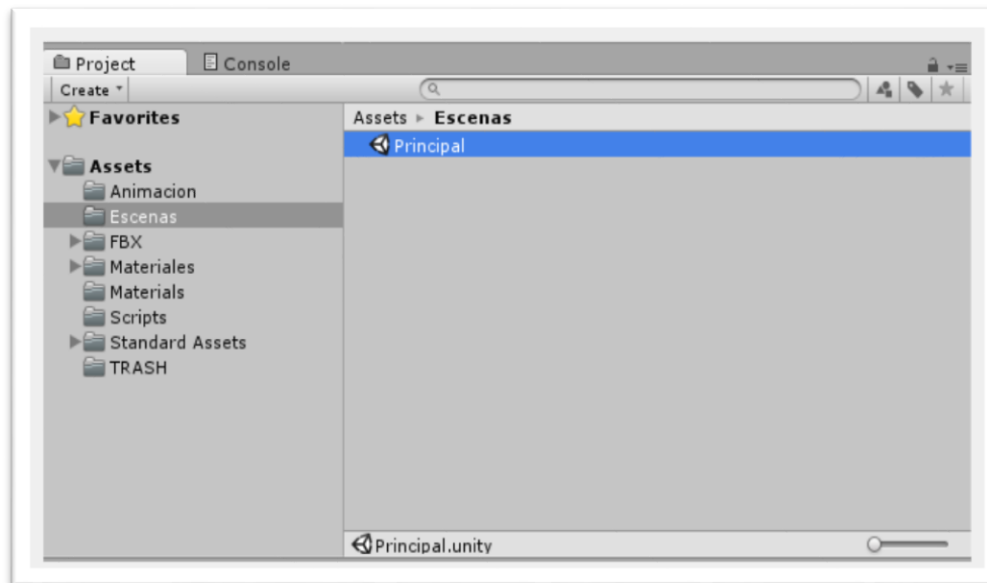 Project
Console
Create
Favorites
Assets
Animacion
Escenas
FBX
Materiales
Materials
Scripts
Standard Assets
TRASH
Assets Escenas
Principal
Principal.unity